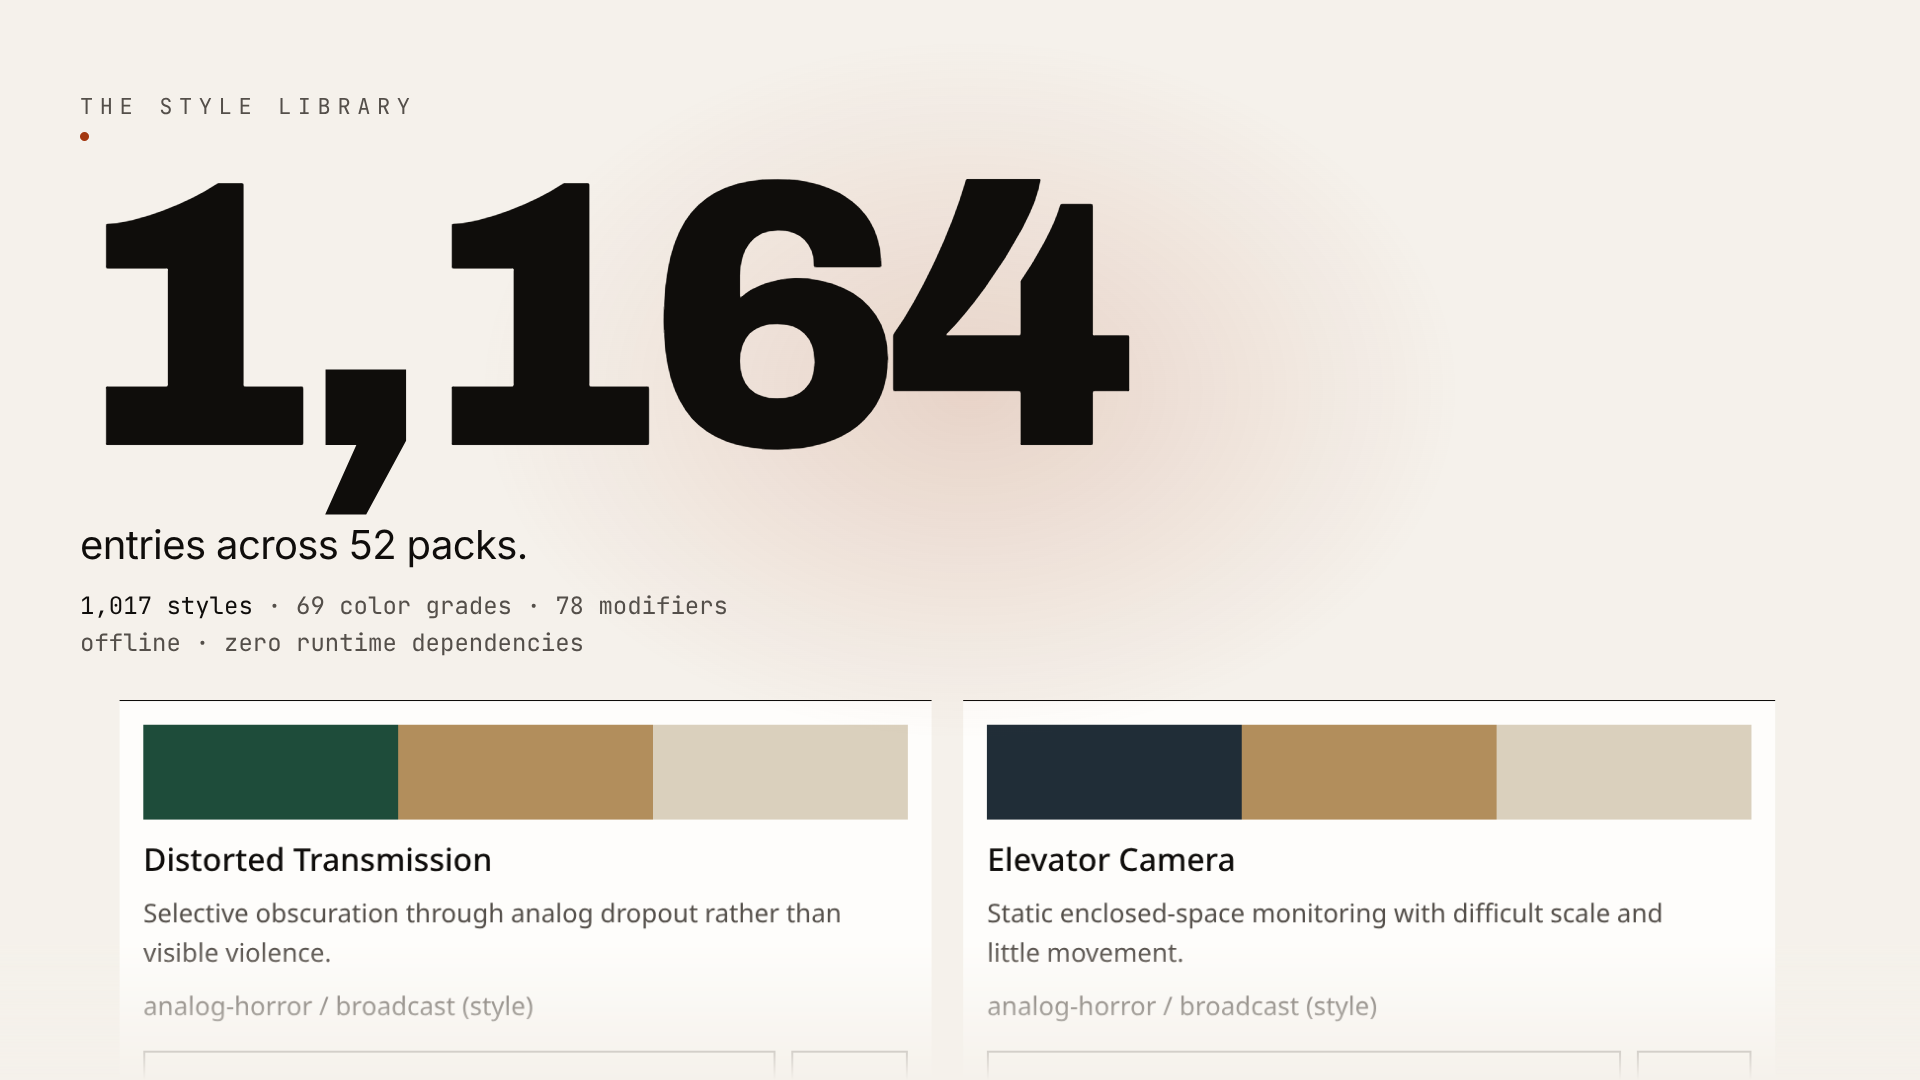 THE STYLE LIBRARY
1,164
entries across 52 packs.
1,017 styles · 69 color grades · 78 modifiers
offline · zero runtime dependencies
Distorted Transmission
Selective obscuration through analog dropout rather than
visible violence.
analog-horror / broadcast (style)
Elevator Camera
Static enclosed-space monitoring with difficult scale and
little movement.
analog-horror / broadcast (style)